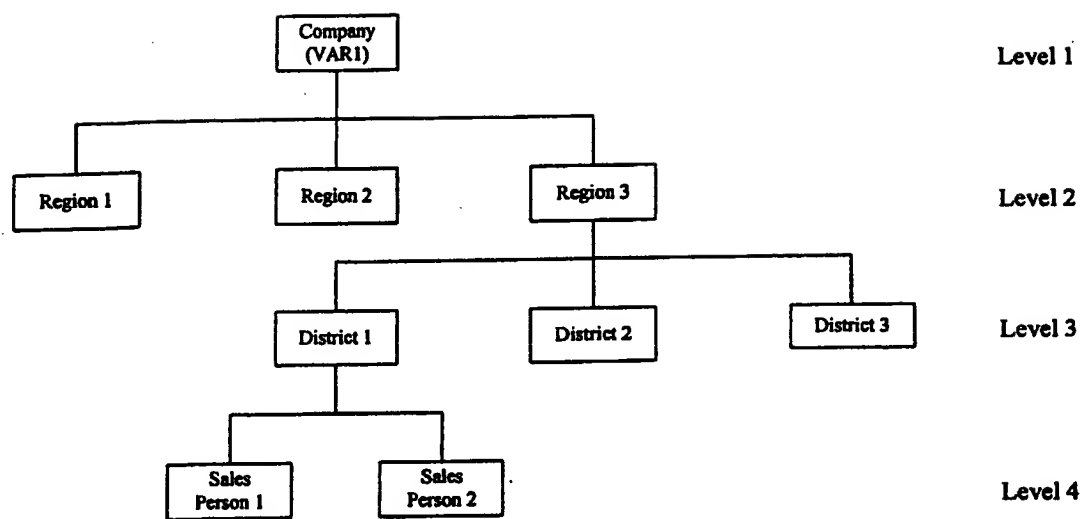 Company
(VAR1)
Level 1
Region 1
Region 2
Region 3
Level 2
District 1
District 2
District 3
Level 3
Sales
Person 1
Sales
Person 2
Level 4